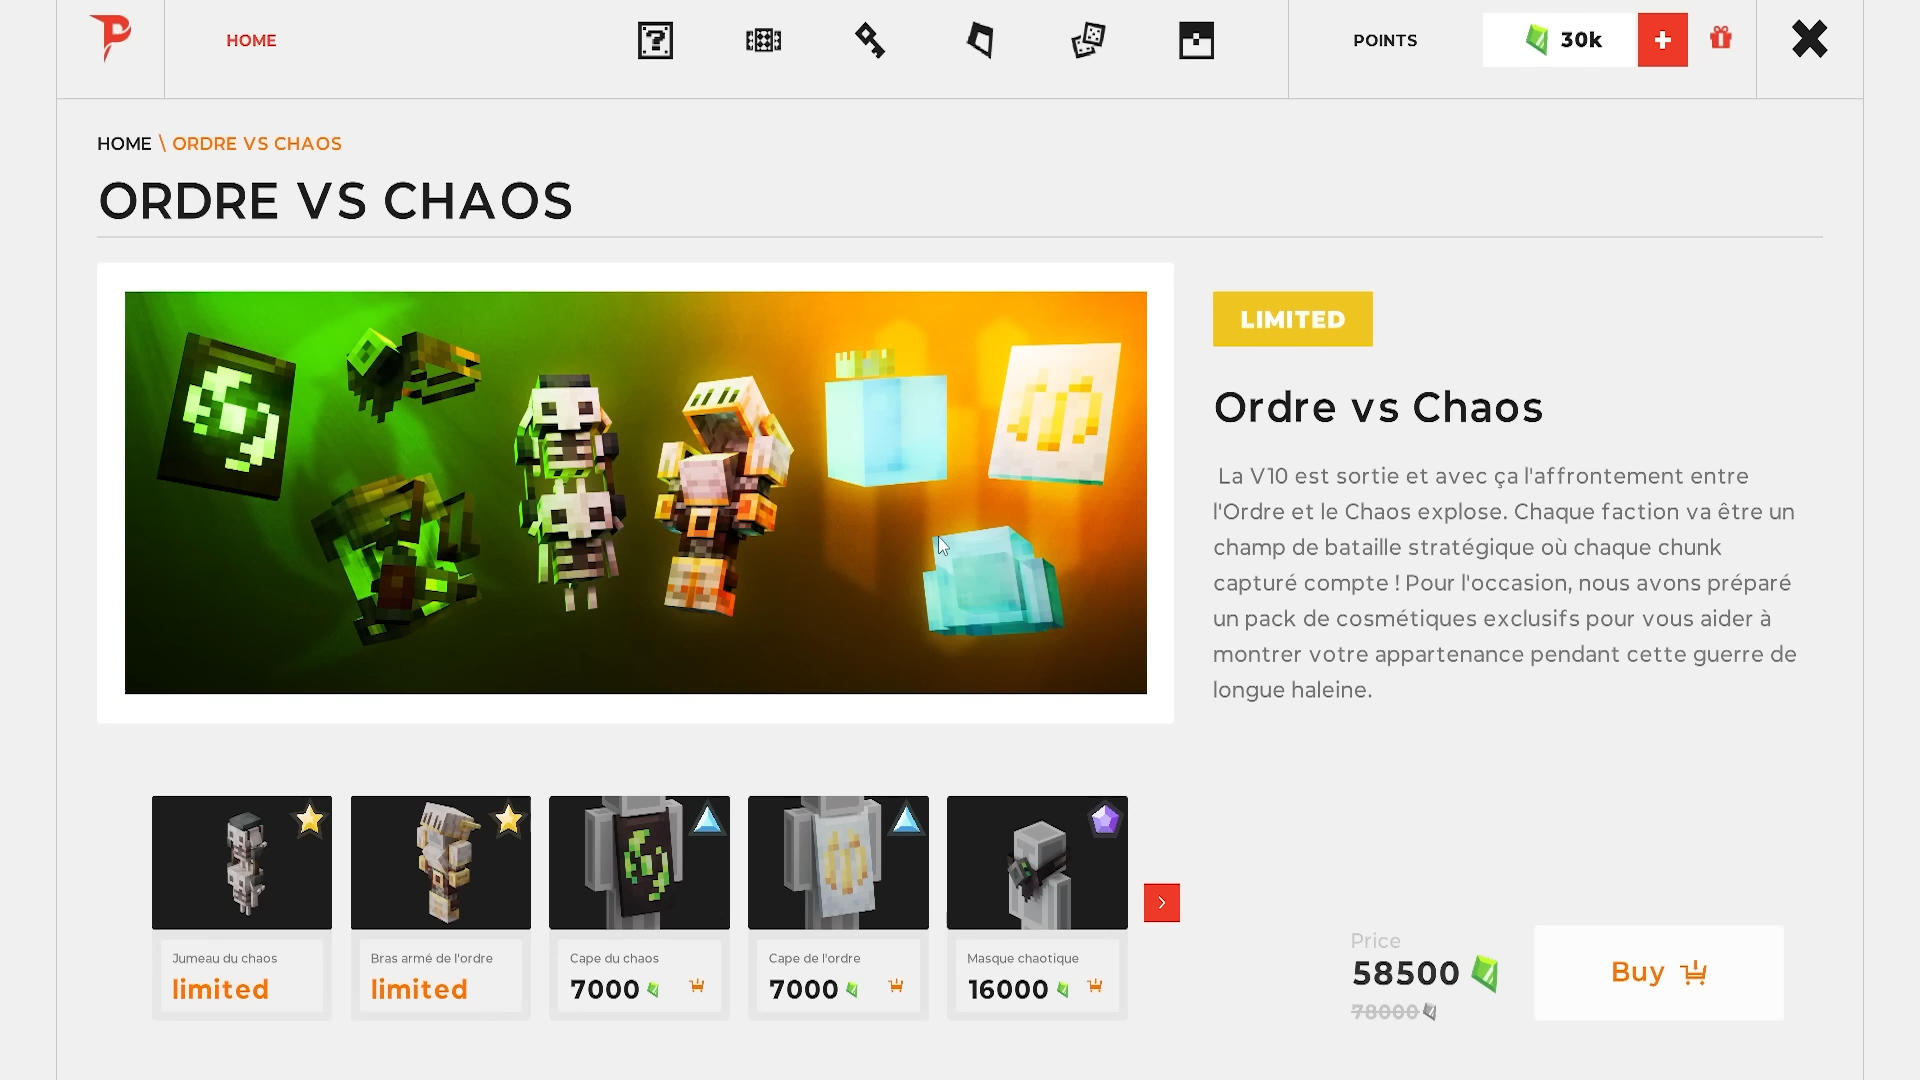 HOME
POINTS
30k
+
HOME \ ORDRE VS CHAOS
ORDRE VS CHAOS
LIMITED
Ordre vs Chaos
La V10 est sortie et avec ça l'affrontement entre
l'Ordre et le Chaos explose. Chaque faction va être un
champ de bataille stratégique où chaque chunk
capturé compte ! Pour l'occasion, nous avons préparé
un pack de cosmétiques exclusifs pour vous aider à
montrer votre appartenance pendant cette guerre de
longue haleine.
Jumeau du chaos
limited
Bras armé de l'ordre
limited
Cape du chaos
7000
Cape de l'ordre
7000
Masque chaotique
16000
Price
58500
78000
Buy